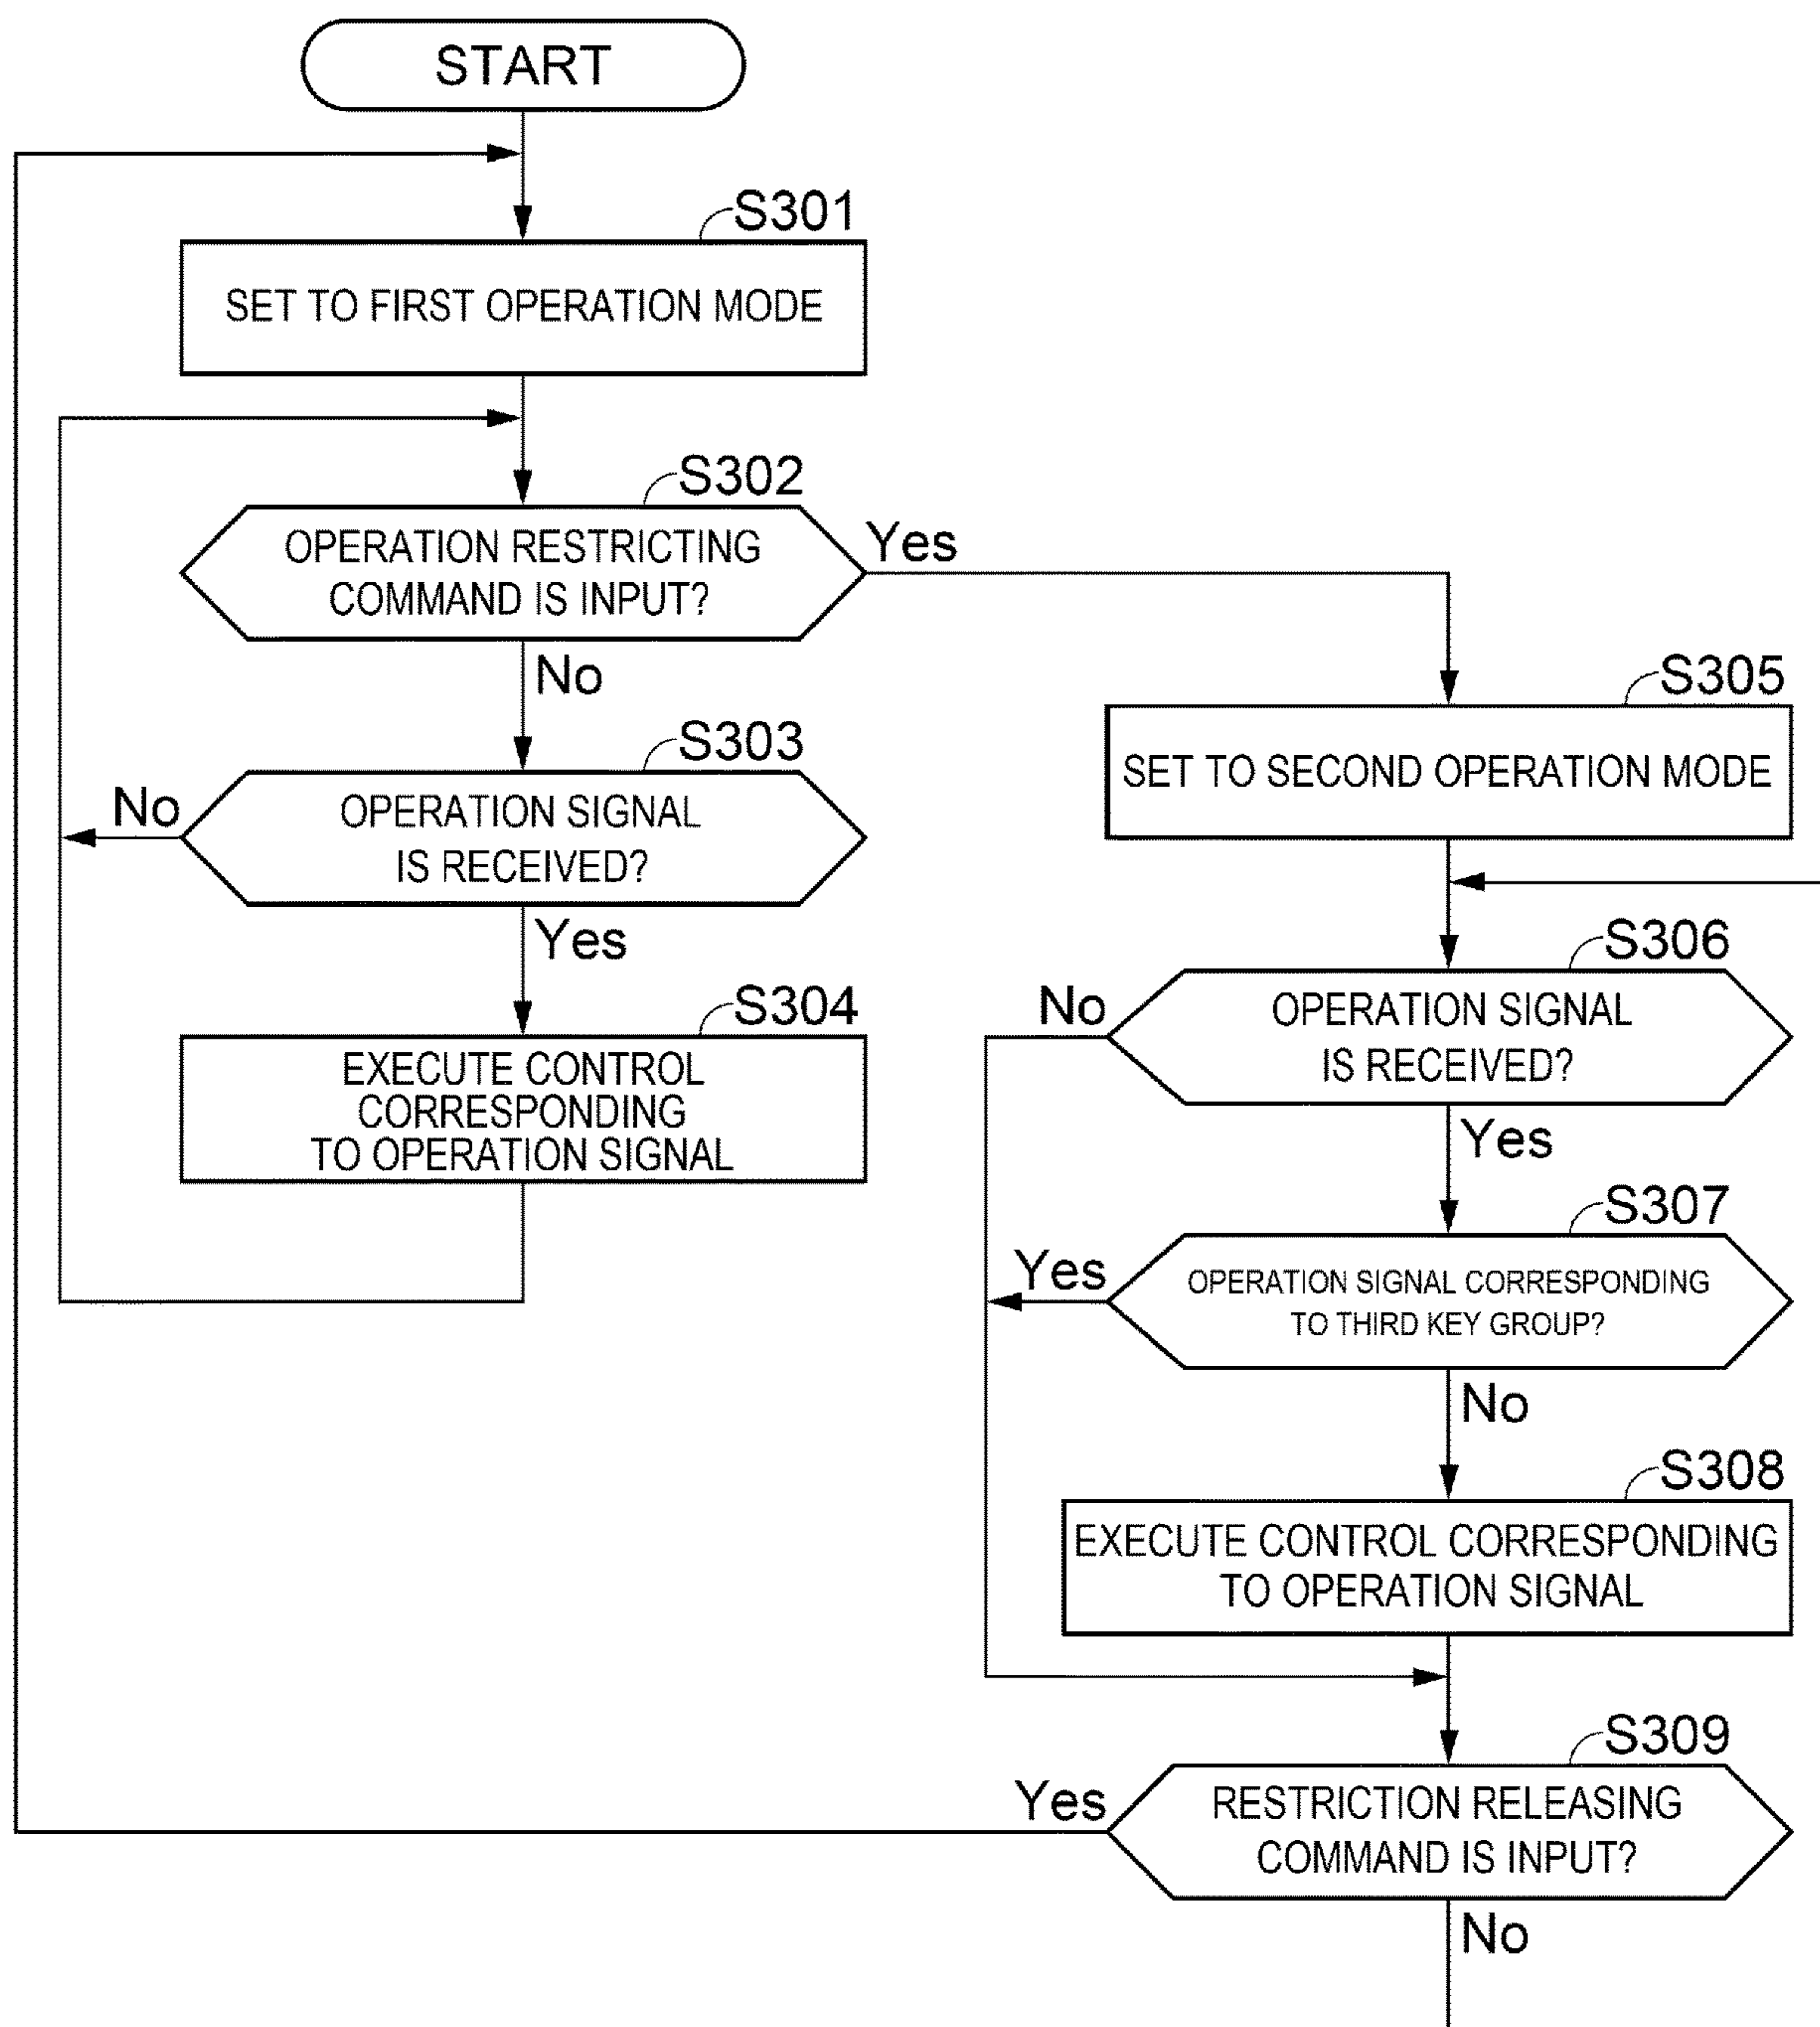 START
S301
SET TO FIRST OPERATION MODE
S302
OPERATION RESTRICTING
COMMAND IS INPUT?
Yes
No
S303
OPERATION SIGNAL
IS RECEIVED?
No
Yes
S304
EXECUTE CONTROL
CORRESPONDING
TO OPERATION SIGNAL
S305
SET TO SECOND OPERATION MODE
S306
OPERATION SIGNAL
IS RECEIVED?
No
Yes
S307
OPERATION SIGNAL CORRESPONDING
TO THIRD KEY GROUP?
Yes
No
S308
EXECUTE CONTROL CORRESPONDING
TO OPERATION SIGNAL
S309
RESTRICTION RELEASING
COMMAND IS INPUT?
Yes
No